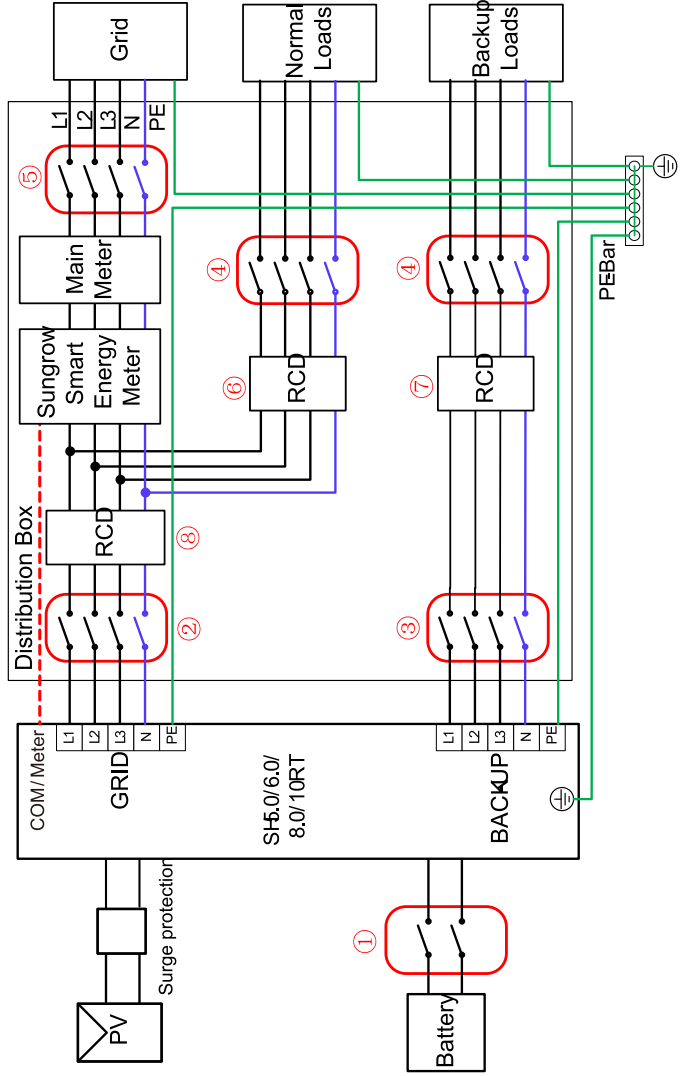 Grid
Normal
Loads
Backup
Loads
L1
L2
L3
N
PE
⑤
Main
Meter
④
④
PEBar
Sungrow
Smart
Energy
Meter
⑥
RCD
⑦
RCD
Distribution Box
RCD
⑧
②
③
COM/ Meter
L1
L2
L3
N
PE
GRID
SH5.0/6.0/
8.0/10RT
L1
L2
L3
N
PE
BACKUP
Surge protection
①
PV
Battery